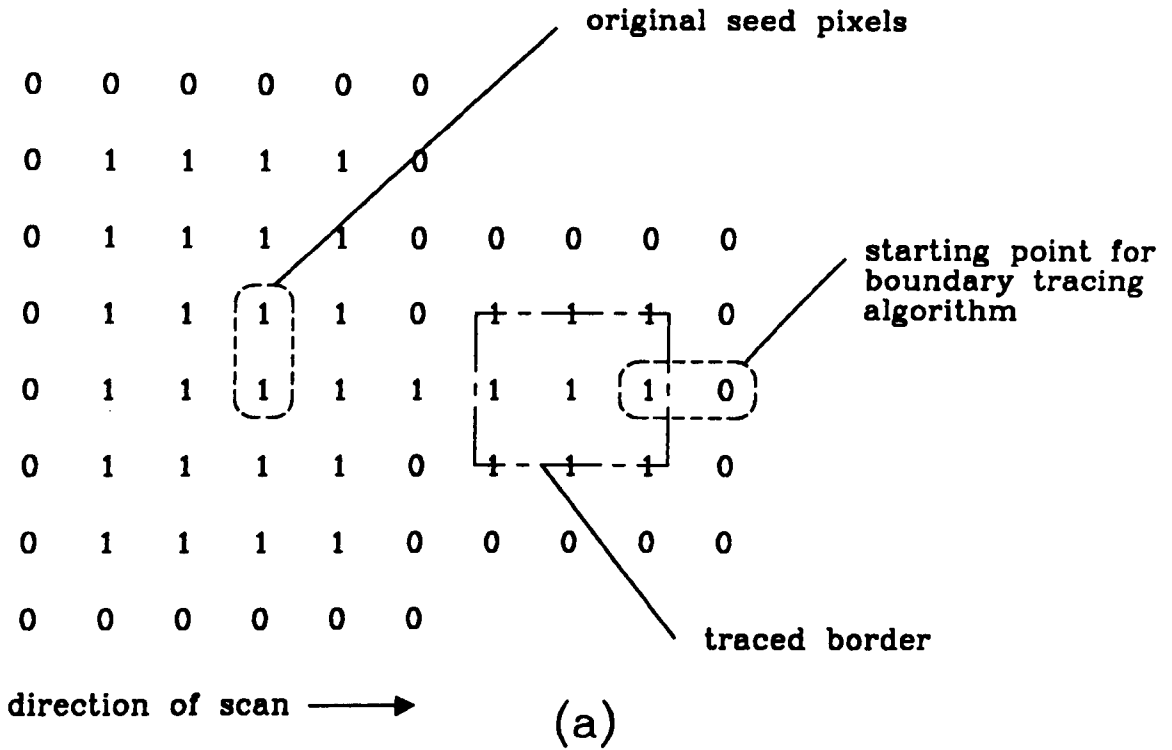 original seed pixels
0 0 0 0 0 0
0 1 1 1 1 0
0 1 1 1 1 0 0 0 0 0
starting point for
boundary tracing
algorithm
0 1 1 1 1 0 1 1 1 0
0 1 1 1 1 1 1 1 1 0
0 1 1 1 1 0 1 1 1 0
0 1 1 1 1 0 0 0 0 0
0 0 0 0 0 0
traced border
direction of scan
(a)